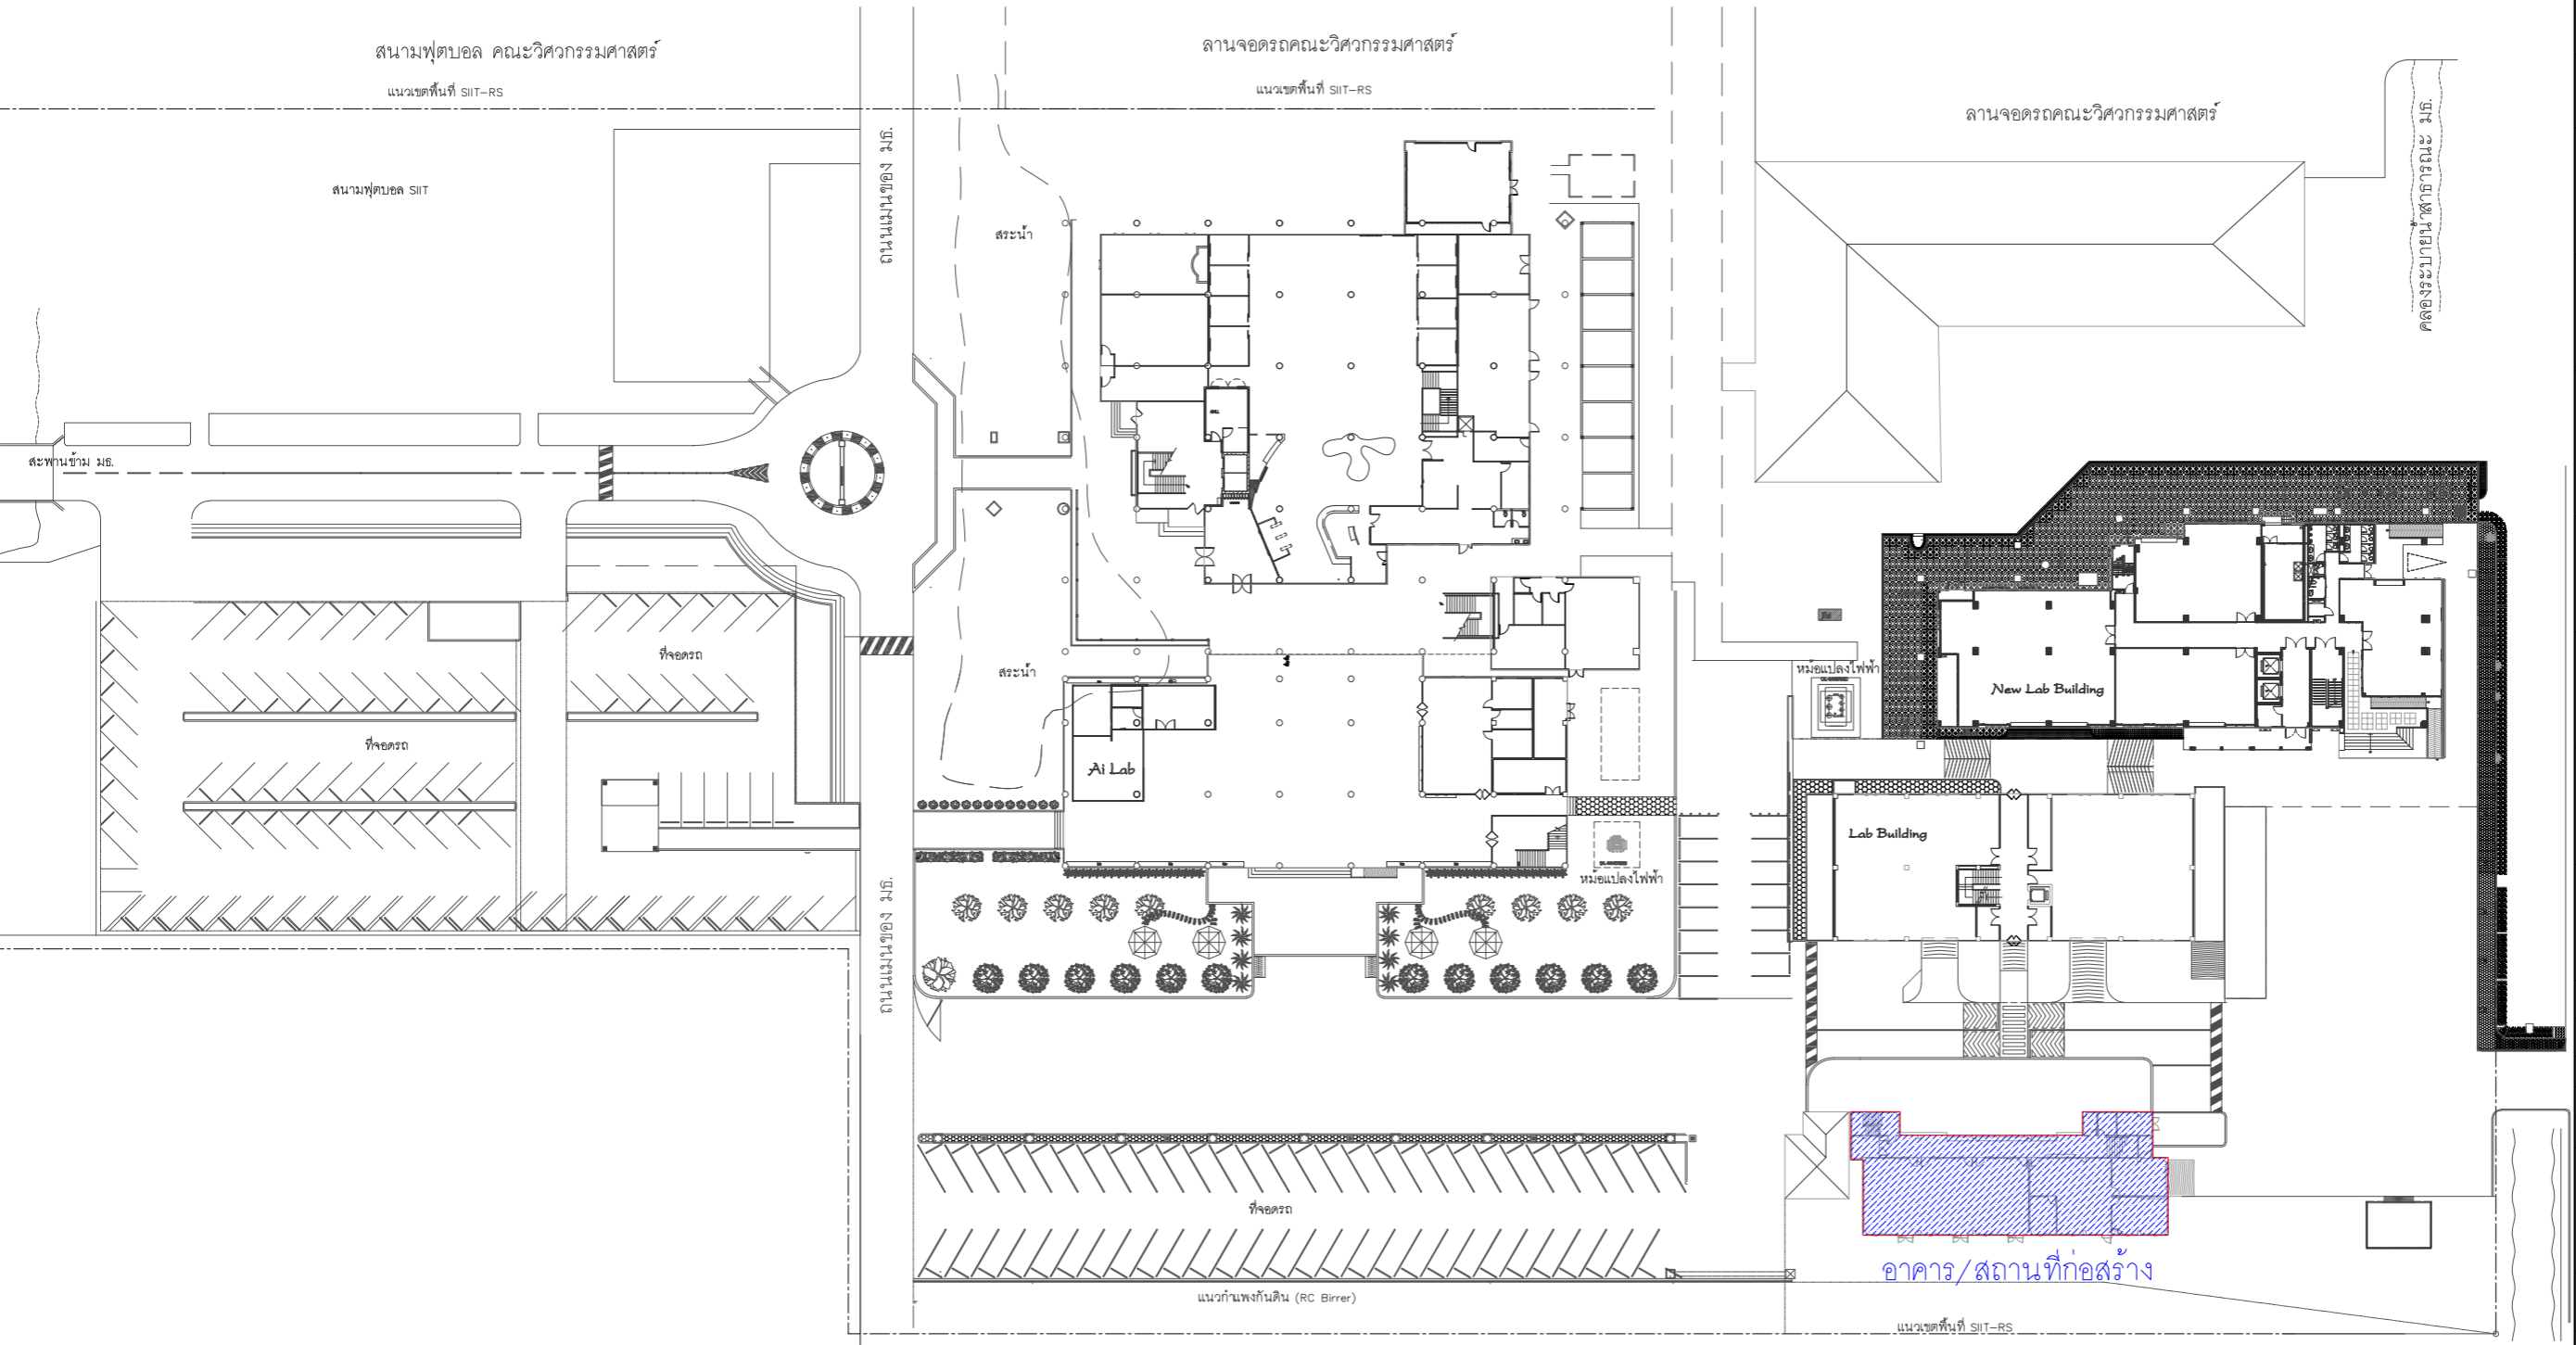 สนามฟุตบอล คณะวิศวกรรมศาสตร์
ลานจอดรถคณะวิศวกรรมศาสตร์
แนวเขตพื้นที่ SIIT-RS
แนวเขตพื้นที่ SIIT-RS
ลานจอดรถคณะวิศวกรรมศาสตร์
คลองระบายน้ำสาธารณะ มธ.
ถนนเมนของ มธ.
สนามฟุตบอล SIIT
สระน้ำ
สะพานข้าม มธ.
ที่จอดรถ
สระน้ำ
หม้อแปลงไฟฟ้า
New Lab Building
ที่จอดรถ
Ai Lab
Lab Building
หม้อแปลงไฟฟ้า
ถนนเมนของ มธ.
ที่จอดรถ
อาคาร/สถานที่ก่อสร้าง
แนวกำแพงกันดิน (RC Birrer)
แนวเขตพื้นที่ SIIT-RS